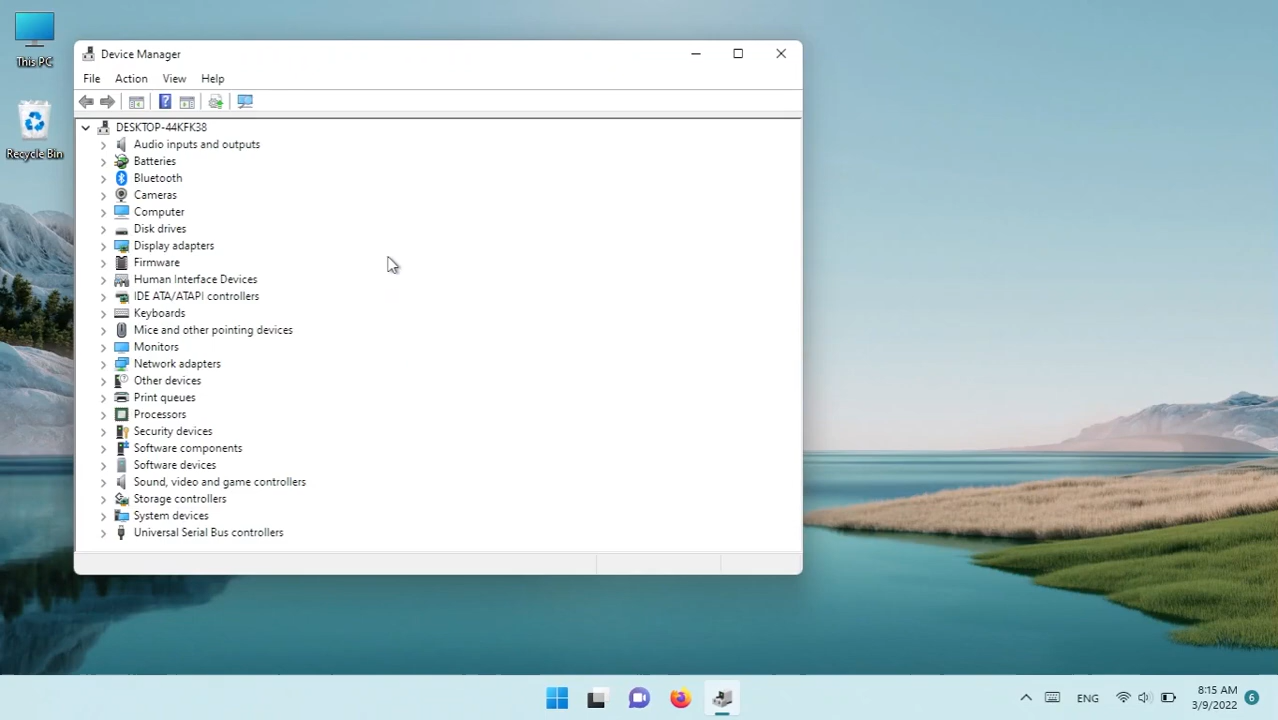 This PC
Recycle Bin
Device Manager
File Action View Help
DESKTOP-44KFK38
Audio inputs and outputs
Batteries
Bluetooth
Cameras
Computer
Disk drives
Display adapters
Firmware
Human Interface Devices
IDE ATA/ATAPI controllers
Keyboards
Mice and other pointing devices
Monitors
Network adapters
Other devices
Print queues
Processors
Security devices
Software components
Software devices
Sound, video and game controllers
Storage controllers
System devices
Universal Serial Bus controllers
ENG
8:15 AM
3/9/2022
6